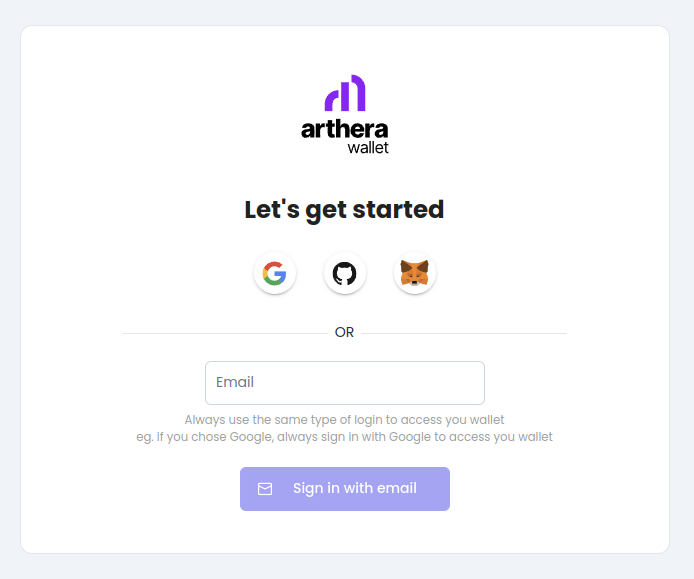 arthera
wallet
Let's get started
OR
Email
Always use the same type of login to access you wallet
eg. If you chose Google, always sign in with Google to access you wallet
Sign in with email